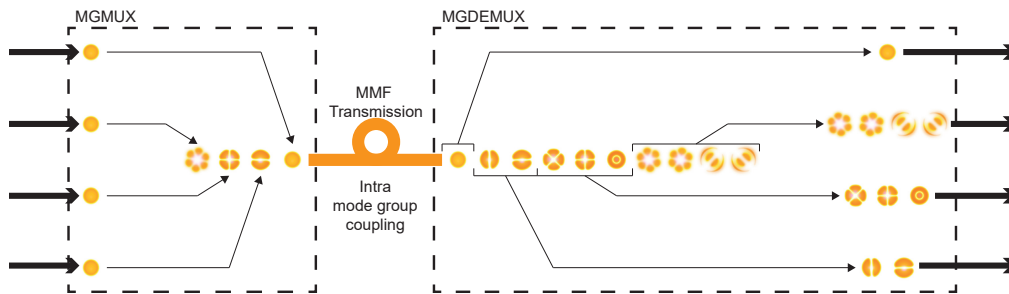 MGMUX
MGDEMUX
MMF
Transmission
Intra
mode group
coupling